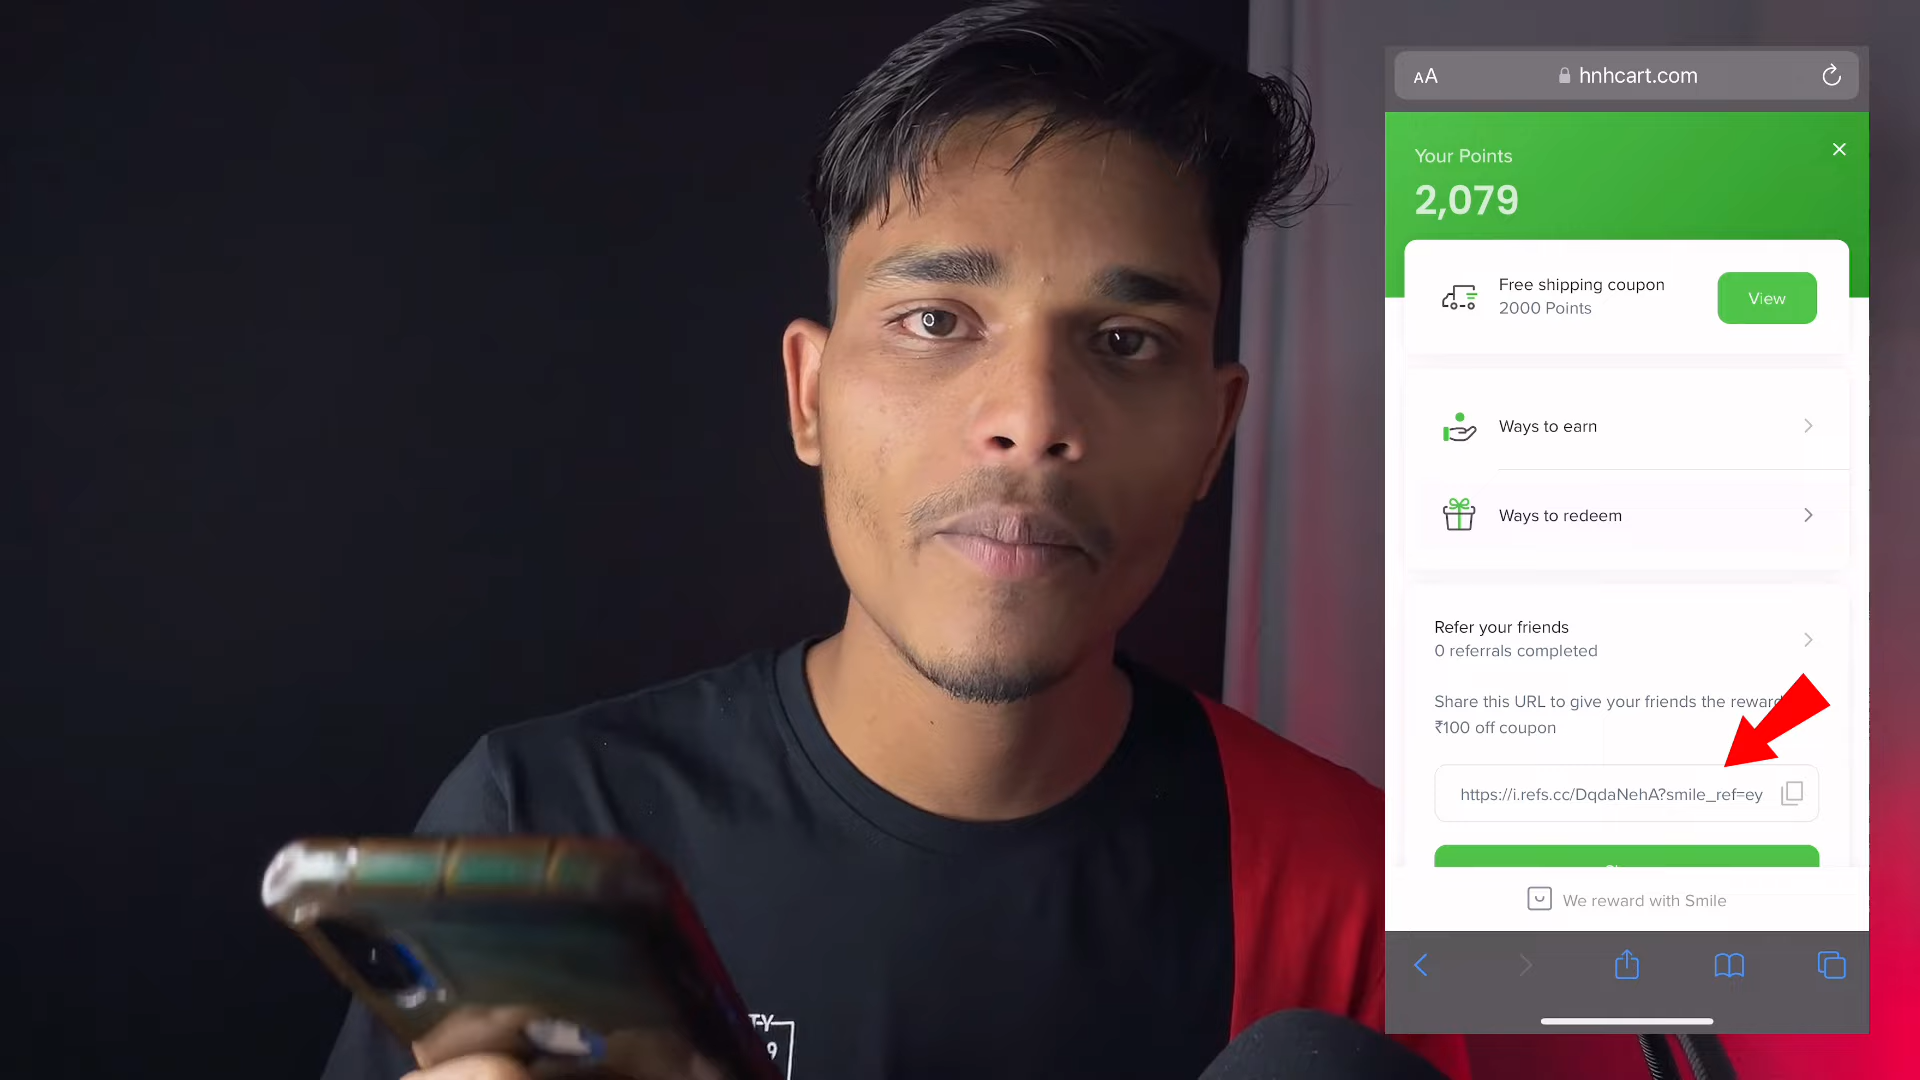 AA hnhcart.com
Your Points
2,079
Free shipping coupon
2000 Points
View
Ways to earn
Ways to redeem
Refer your friends
0 referrals completed
Share this URL to give your friends the reward
₹100 off coupon
https://i.refs.cc/DqdaNehA?smile_ref=ey
We reward with Smile
T-Y
9